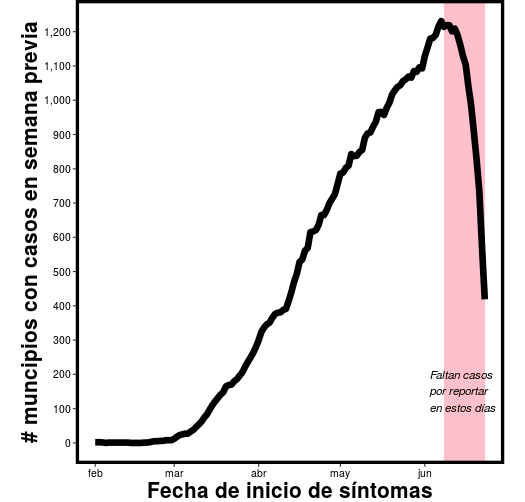 # muncipios con casos en semana previa
1,200
1,100
1,000
900
800
700
600
500
400
300
200
100
0
Faltan casos
por reportar
en estos días
feb mar abr may jun
Fecha de inicio de síntomas